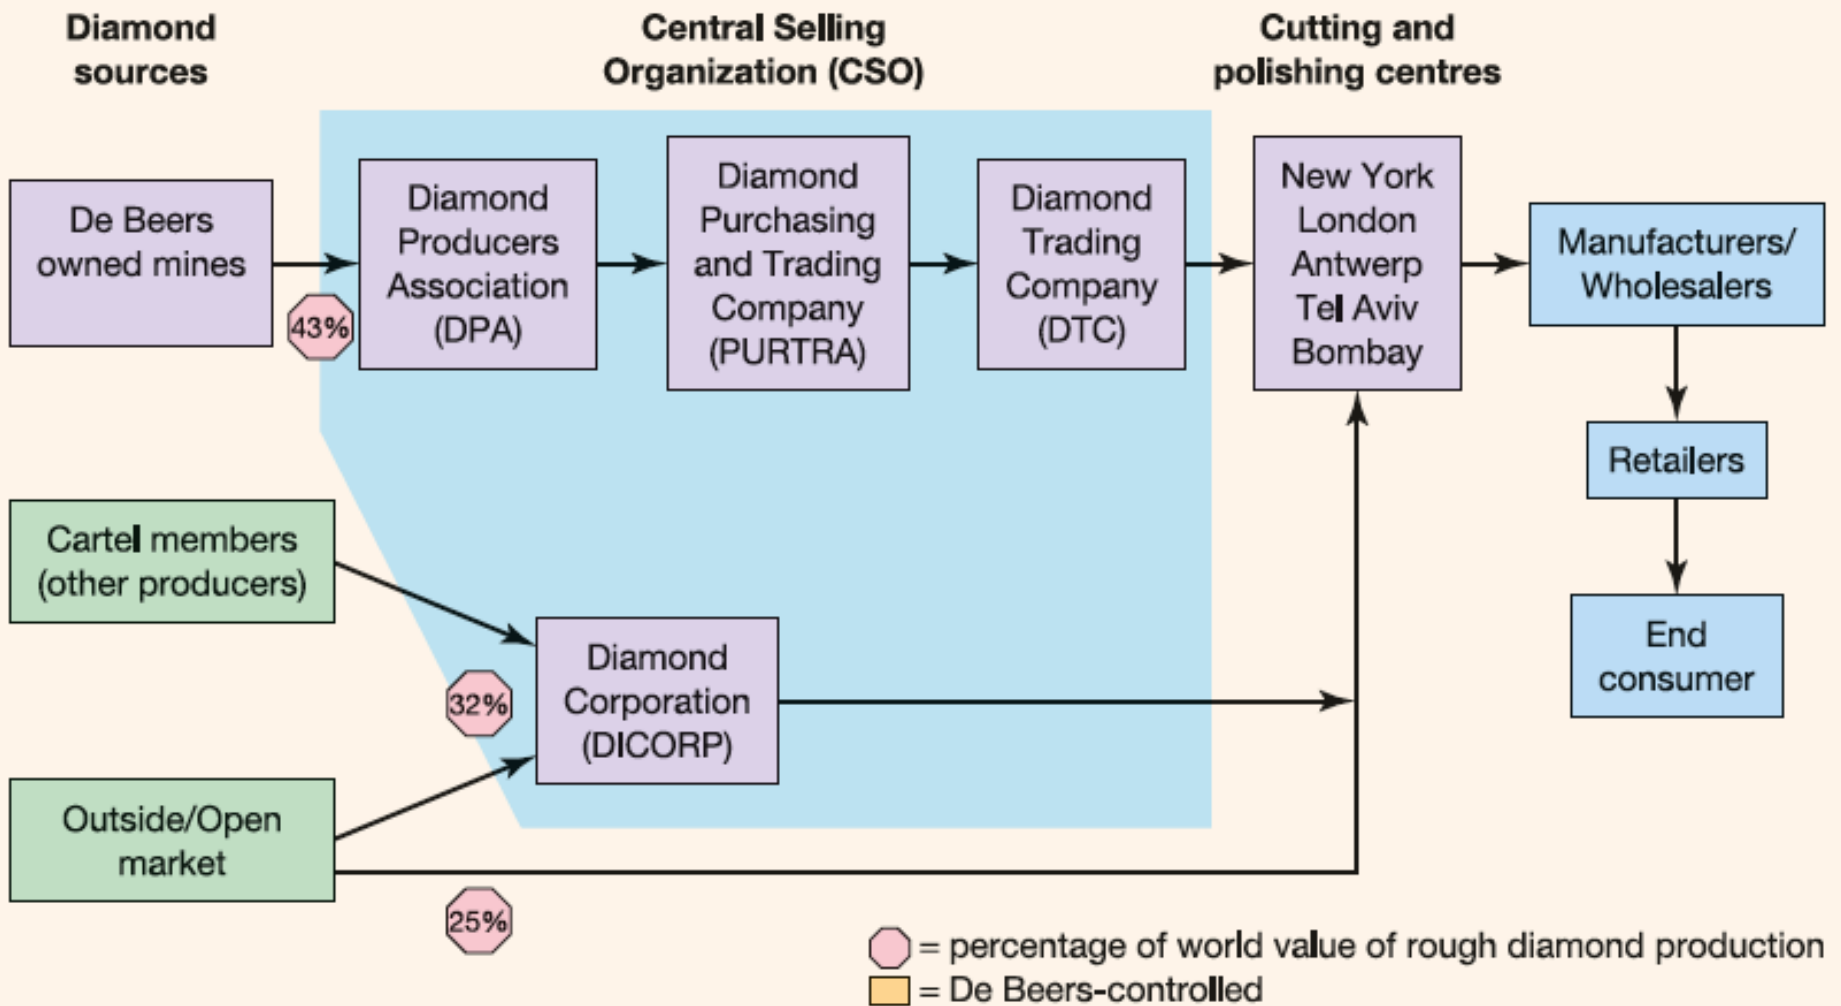 Diamond
sources
Central Selling
Organization (CSO)
Cutting and
polishing centres
De Beers
owned mines
43%
Diamond
Producers
Association
(DPA)
Diamond
Purchasing
and Trading
Company
(PURTRA)
Diamond
Trading
Company
(DTC)
New York
London
Antwerp
Tel Aviv
Bombay
Manufacturers/
Wholesalers
Retailers
End
consumer
Cartel members
(other producers)
32%
Diamond
Corporation
(DICORP)
Outside/Open
market
25%
= percentage of world value of rough diamond production
= De Beers-controlled